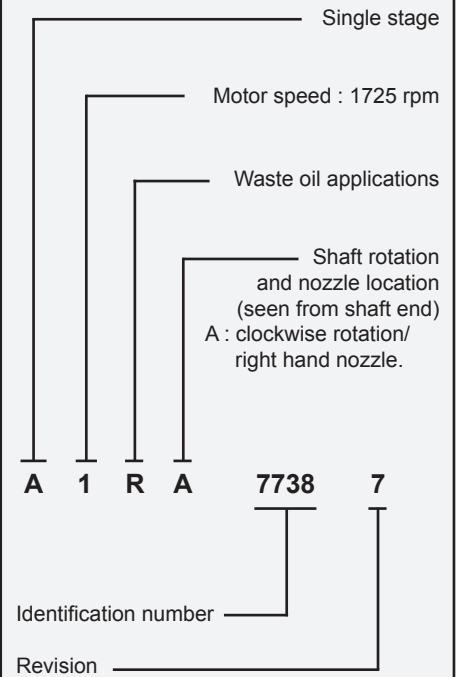 Single stage
Motor speed : 1725 rpm
Waste oil applications
Shaft rotation
and nozzle location
(seen from shaft end)
A : clockwise rotation/
right hand nozzle.
A 1 R A 7738 7
Identification number
Revision